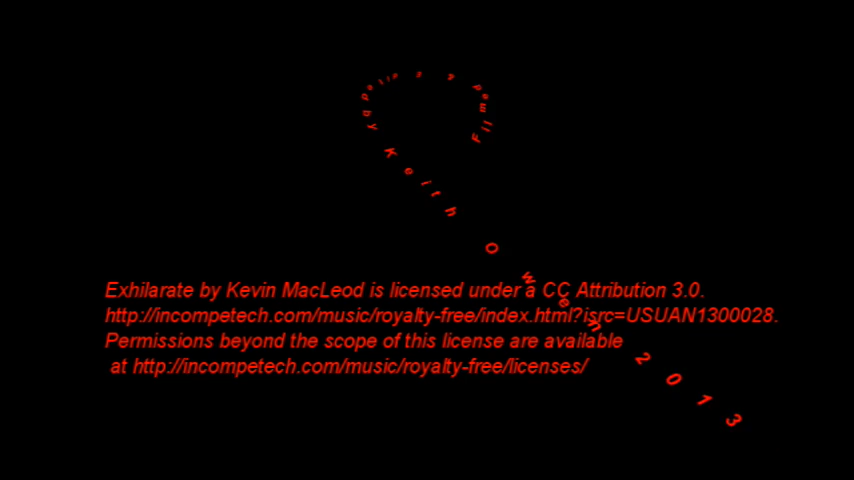 Filmed by Keith Owen 2013
Exhilarate by Kevin MacLeod is licensed under a CC Attribution 3.0.
http://incompetech.com/music/royalty-free/index.html?isrc=USUAN1300028.
Permissions beyond the scope of this license are available
at http://incompetech.com/music/royalty-free/licenses/